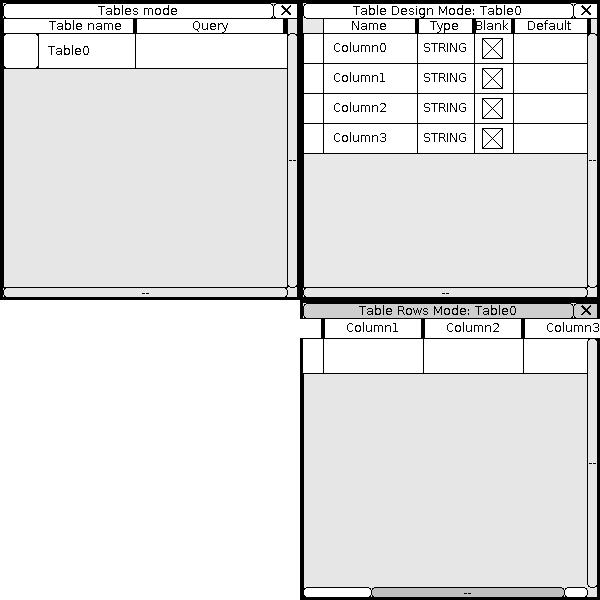 Tables mode
Table name Query
Table0
--
--
Table Design Mode: Table0
Name Type Blank Default
Column0 STRING
Column1 STRING
Column2 STRING
Column3 STRING
--
--
Table Rows Mode: Table0
Column1 Column2 Column3
--
--